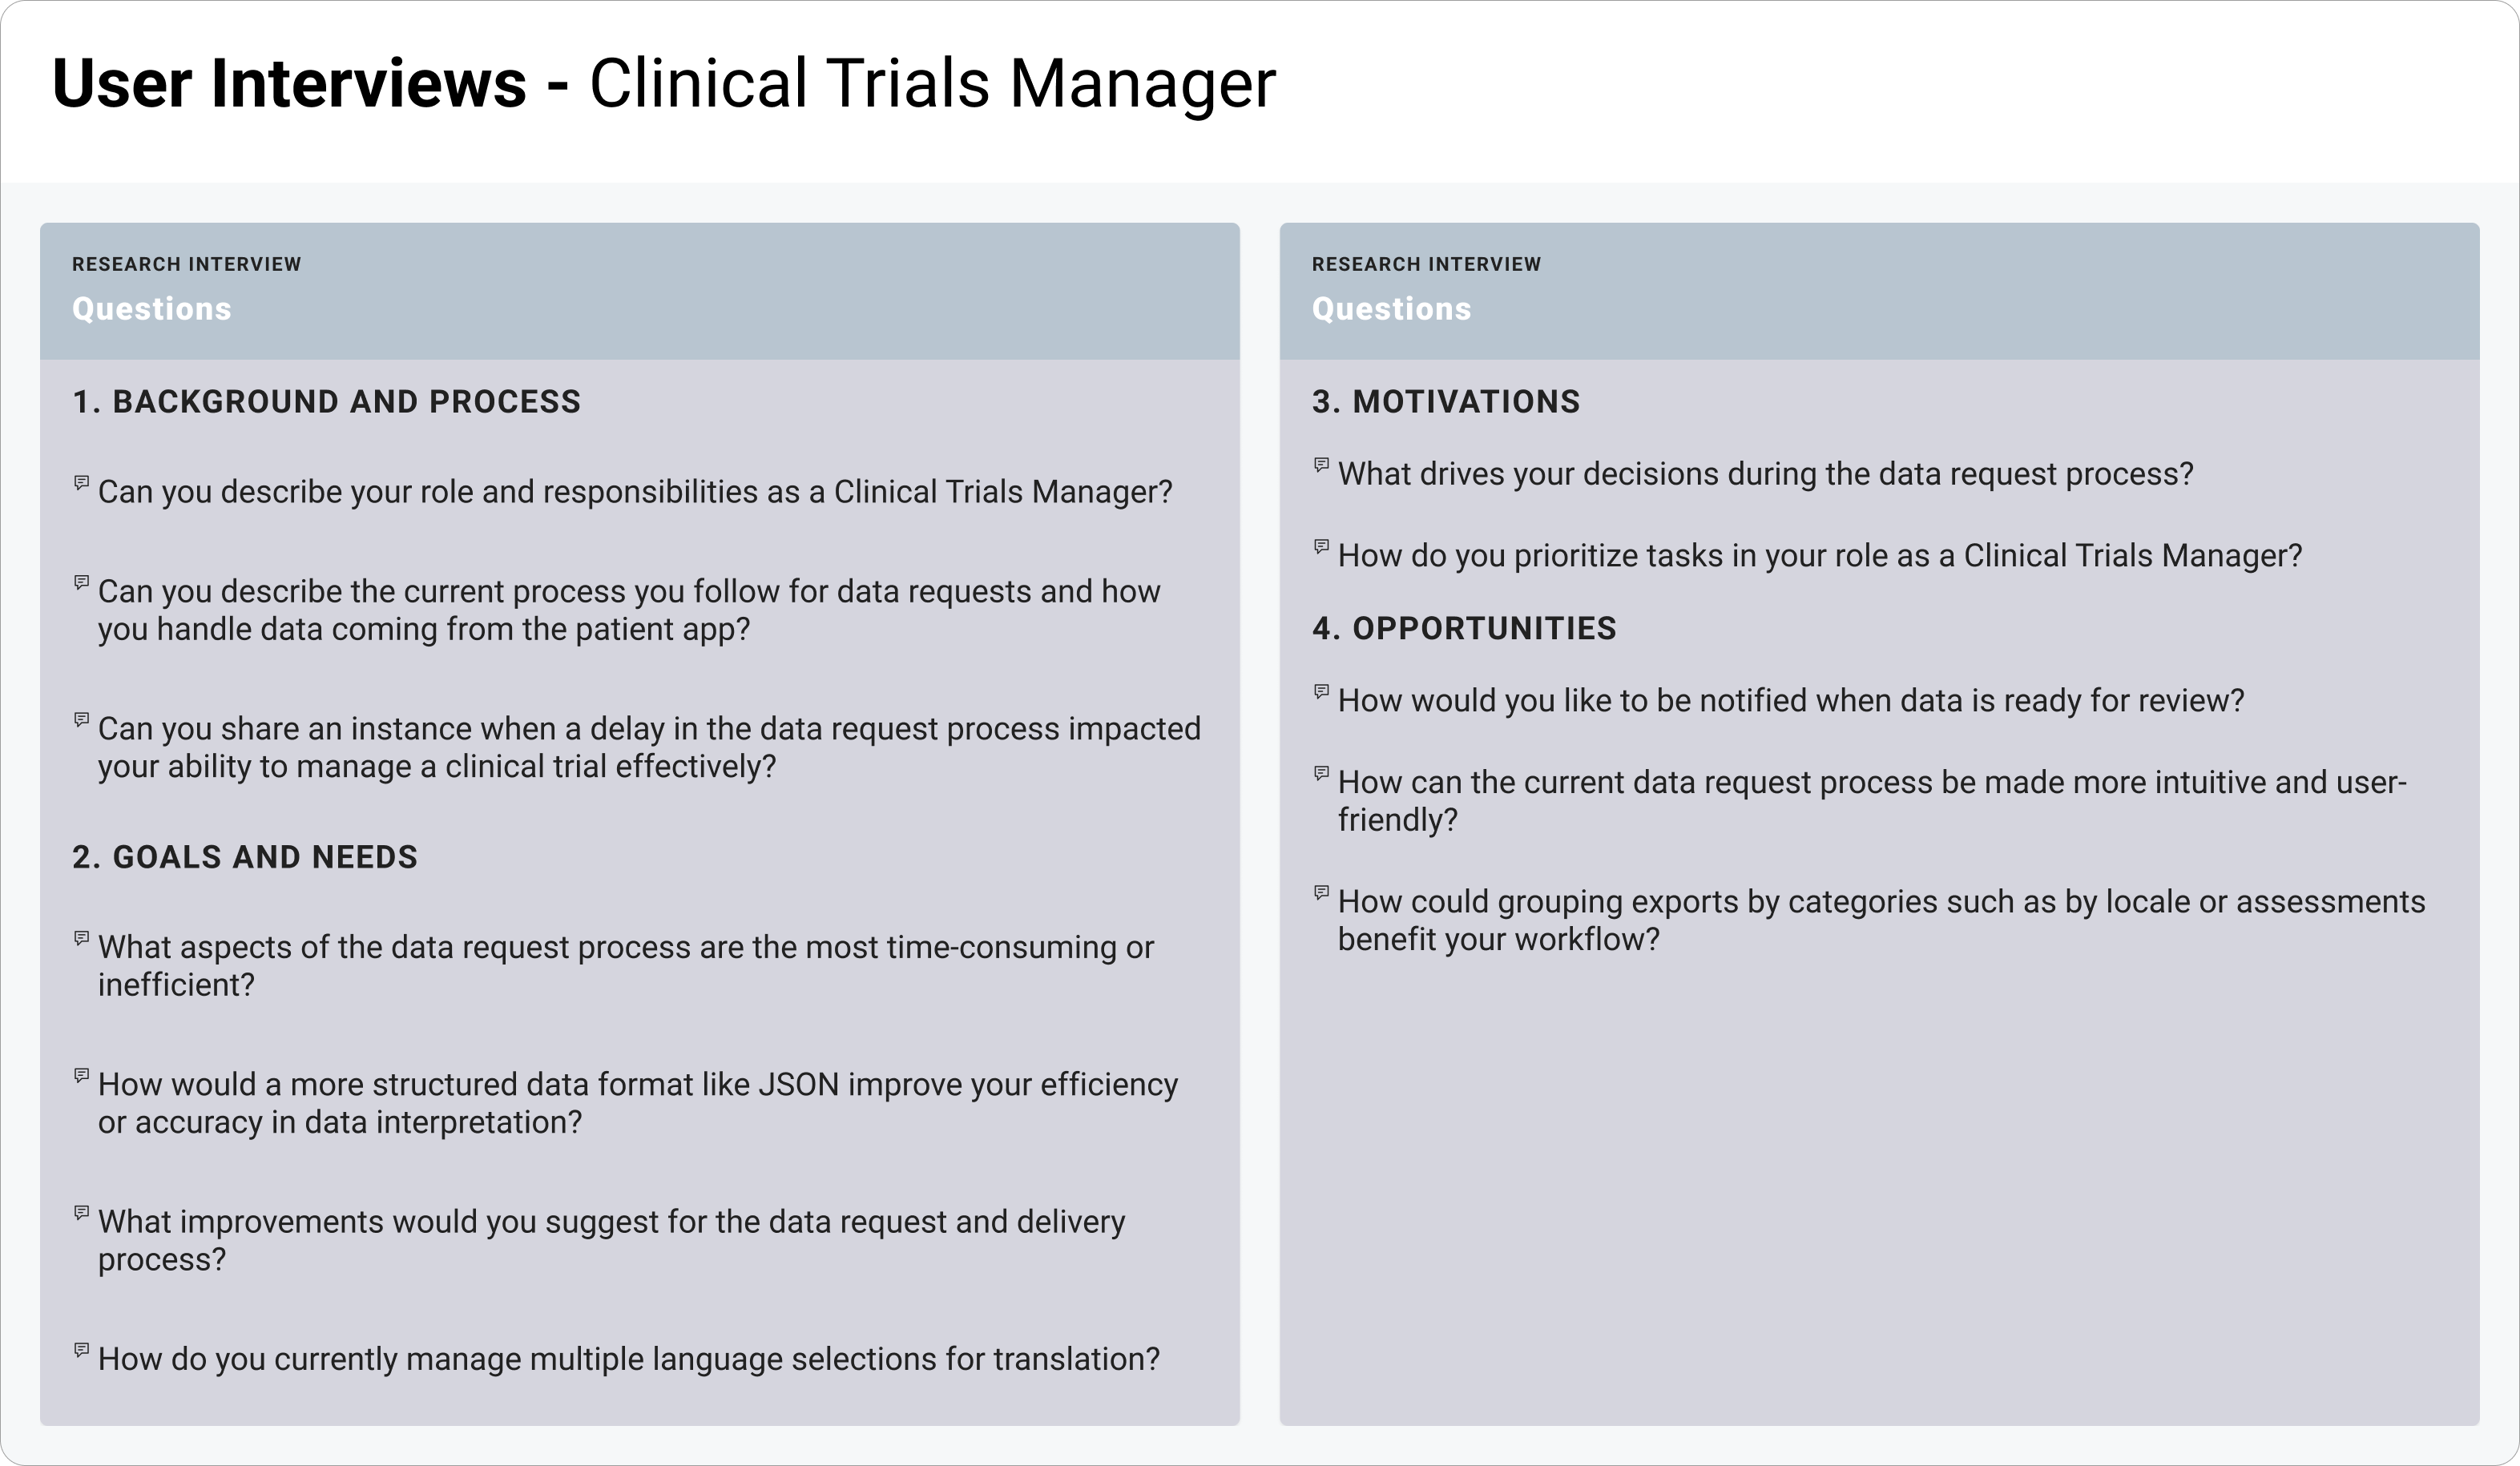 User Interviews - Clinical Trials Manager
RESEARCH INTERVIEW
Questions
1. BACKGROUND AND PROCESS
Can you describe your role and responsibilities as a Clinical Trials Manager?
Can you describe the current process you follow for data requests and how
you handle data coming from the patient app?
Can you share an instance when a delay in the data request process impacted
your ability to manage a clinical trial effectively?
2. GOALS AND NEEDS
What aspects of the data request process are the most time-consuming or
inefficient?
How would a more structured data format like JSON improve your efficiency
or accuracy in data interpretation?
What improvements would you suggest for the data request and delivery
process?
How do you currently manage multiple language selections for translation?
RESEARCH INTERVIEW
Questions
3. MOTIVATIONS
What drives your decisions during the data request process?
How do you prioritize tasks in your role as a Clinical Trials Manager?
4. OPPORTUNITIES
How would you like to be notified when data is ready for review?
How can the current data request process be made more intuitive and user-
friendly?
How could grouping exports by categories such as by locale or assessments
benefit your workflow?